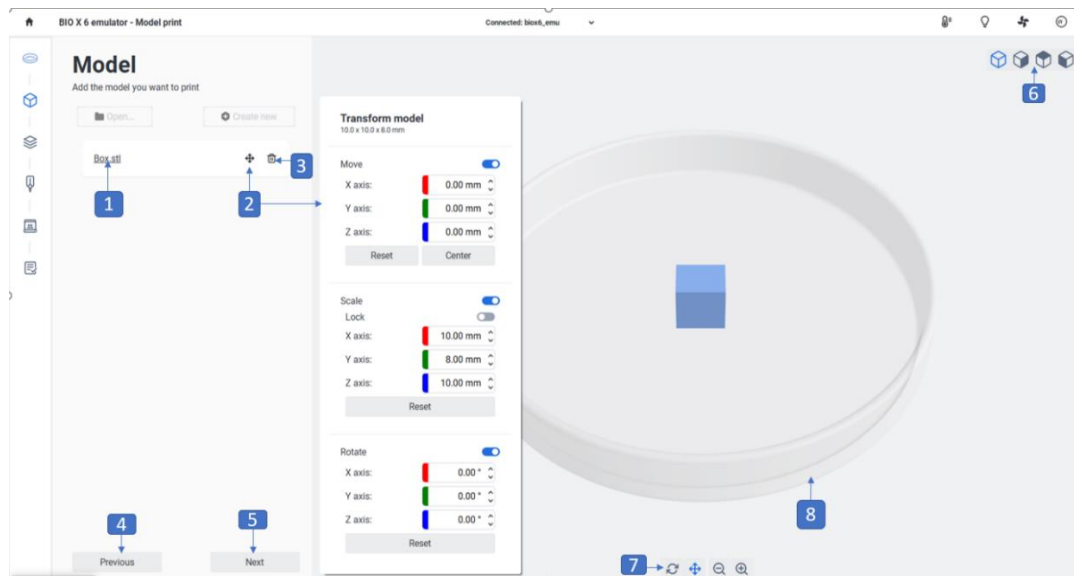 BIO X 6 emulator - Model print
Connected: biox6_emu
Model
Add the model you want to print
Open...
Create new
Box.stl
1
2
3
4
Previous
5
Next
Transform model
10.0 x 10.0 x 8.0 mm
Move
X axis: 0.00 mm
Y axis: 0.00 mm
Z axis: 0.00 mm
Reset Center
Scale
Lock
X axis: 10.00 mm
Y axis: 8.00 mm
Z axis: 10.00 mm
Reset
Rotate
X axis: 0.00 °
Y axis: 0.00 °
Z axis: 0.00 °
Reset
6
7
8